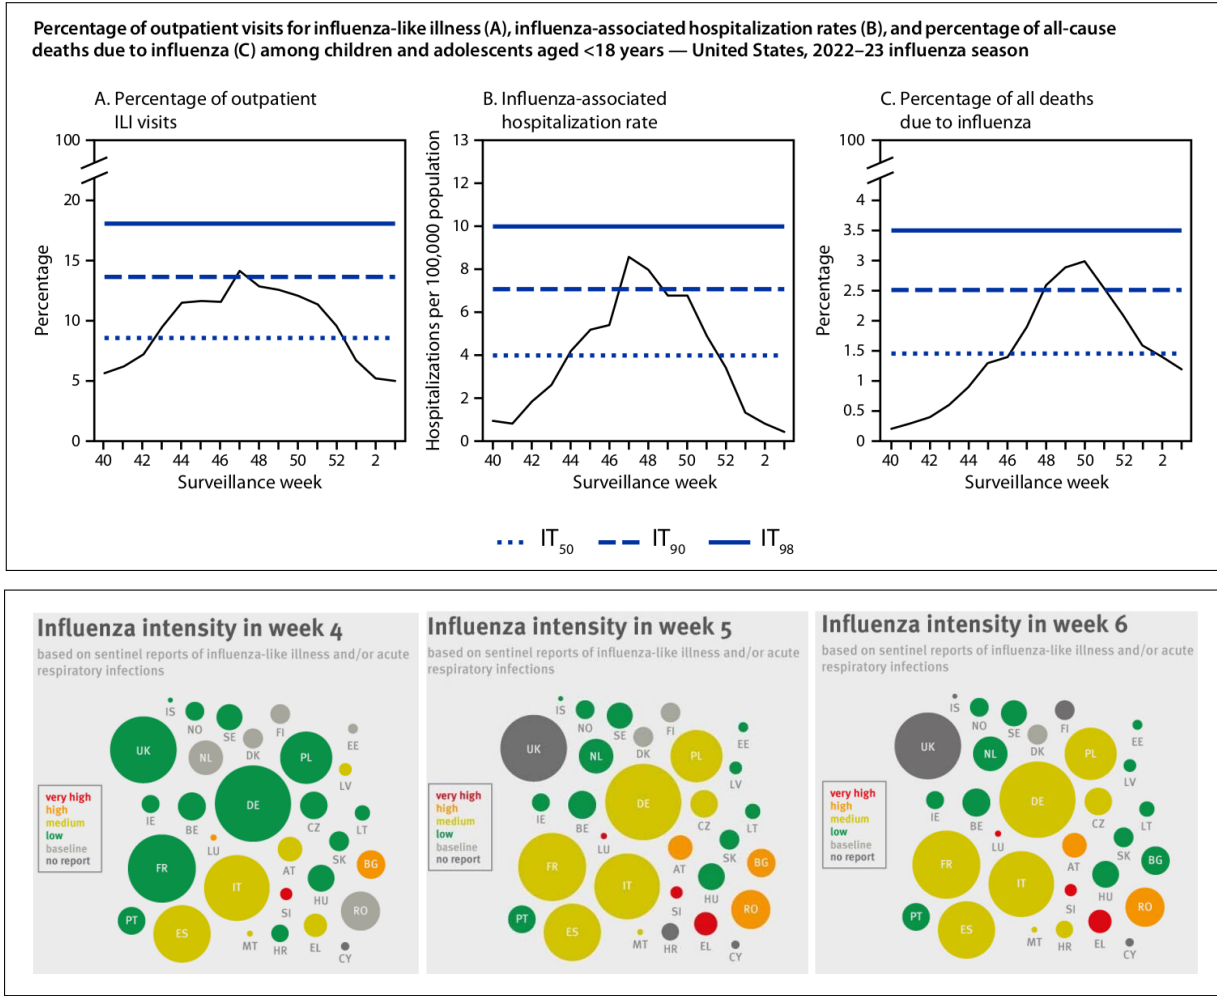 Percentage of outpatient visits for influenza-like illness (A), influenza-associated hospitalization rates (B), and percentage of all-cause
deaths due to influenza (C) among children and adolescents aged <18 years — United States, 2022–23 influenza season
A. Percentage of outpatient
ILI visits
100
20
15
10
5
0
Percentage
40 42 44 46 48 50 52 2
Surveillance week
B. Influenza-associated
hospitalization rate
13
12
10
8
6
4
2
0
Hospitalizations per 100,000 population
40 42 44 46 48 50 52 2
Surveillance week
C. Percentage of all deaths
due to influenza
100
4
3.5
3
2.5
2
1.5
1
0.5
0
Percentage
40 42 44 46 48 50 52 2
Surveillance week
IT50 IT90 IT98
Influenza intensity in week 4
based on sentinel reports of influenza-like illness and/or acute
respiratory infections
IS
NO
SE
FI
UK
NL
DK
PL
EE
LV
very high
high
medium
low
baseline
no report
IE
BE
DE
CZ
LT
LU
SK
FR
AT
BG
IT
HU
SI
RO
PT
ES
MT
HR
EL
CY
Influenza intensity in week 5
based on sentinel reports of influenza-like illness and/or acute
respiratory infections
IS
NO
SE
FI
UK
NL
DK
PL
EE
LV
very high
high
medium
low
baseline
no report
IE
BE
DE
CZ
LT
LU
SK
FR
AT
BG
IT
HU
SI
RO
PT
ES
MT
HR
EL
CY
Influenza intensity in week 6
based on sentinel reports of influenza-like illness and/or acute
respiratory infections
IS
NO
SE
FI
UK
NL
DK
PL
EE
LV
very high
high
medium
low
baseline
no report
IE
BE
DE
CZ
LT
LU
SK
FR
AT
BG
IT
HU
SI
RO
PT
ES
MT
HR
EL
CY